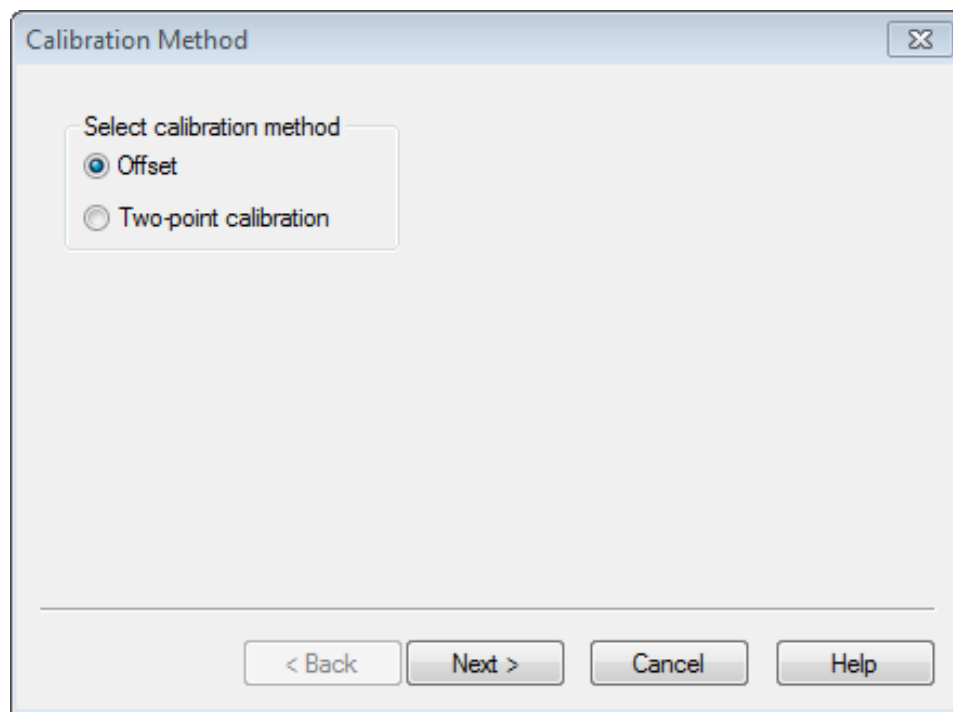 Calibration Method
Select calibration method
Offset
Two-point calibration
< Back Next > Cancel Help